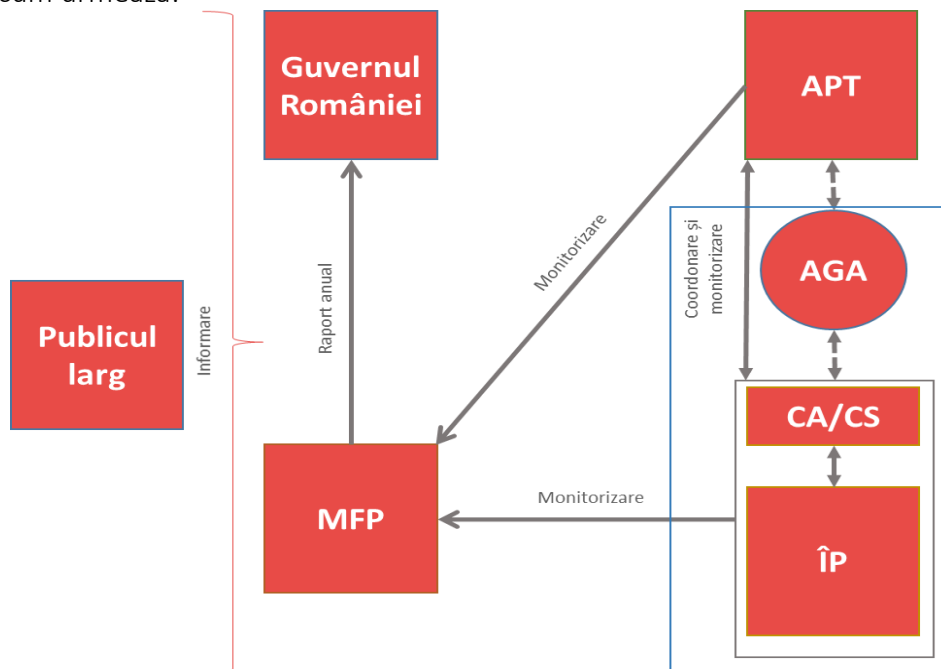 Guvernul
României
APT
Monitorizare
Coordonare și
monitorizare
AGA
Publicul
larg
Informare
Raport anual
CA/CS
MFP
Monitorizare
ÎP